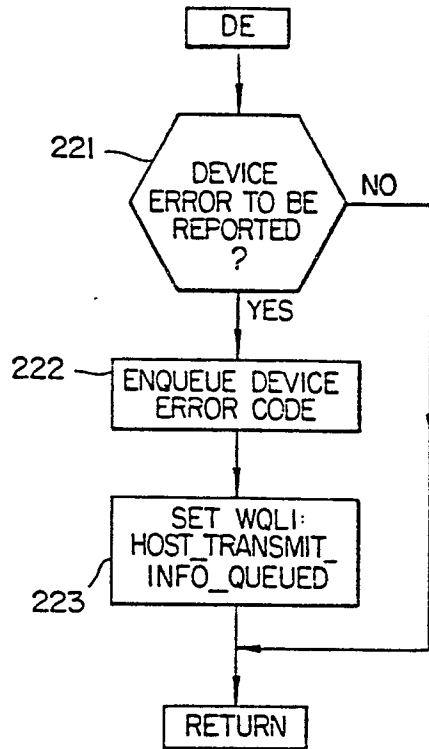 DE
221
DEVICE
ERROR TO BE
REPORTED
?
NO
YES
222
ENQUEUE DEVICE
ERROR CODE
SET WQLI:
HOST_TRANSMIT_
INFO_QUEUED
223
RETURN